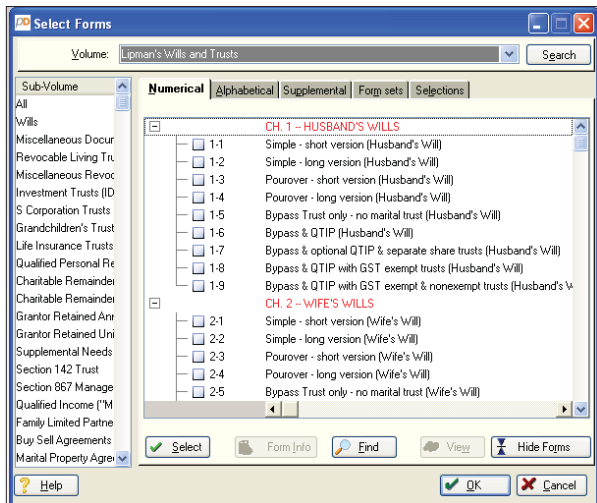 PD Select Forms
Volume: Lipman's Wills and Trusts Search
Sub-Volume
All
Wills
Miscellaneous Docur
Revocable Living Tru
Miscellaneous Revoc
Investment Trusts (ID
S Corporation Trusts
Grandchildren's Trust
Life Insurance Trusts
Qualified Personal Re
Charitable Remainder
Charitable Remainder
Grantor Retained Ann
Grantor Retained Uni
Supplemental Needs
Section 142 Trust
Section 867 Manage
Qualified Income ("M
Family Limited Partne
Buy Sell Agreements
Marital Property Agree
Numerical Alphabetical Supplemental Form sets Selections
CH. 1 -- HUSBAND'S WILLS
1-1 Simple - short version (Husband's Will)
1-2 Simple - long version (Husband's Will)
1-3 Pourover - short version (Husband's Will)
1-4 Pourover - long version (Husband's Will)
1-5 Bypass Trust only - no marital trust (Husband's Will)
1-6 Bypass & QTIP (Husband's Will)
1-7 Bypass & optional QTIP & separate share trusts (Husband's Will)
1-8 Bypass & QTIP with GST exempt trusts (Husband's Will)
1-9 Bypass & QTIP with GST exempt & nonexempt trusts (Husband's W
CH. 2 -- WIFE'S WILLS
2-1 Simple - short version (Wife's Will)
2-2 Simple - long version (Wife's Will)
2-3 Pourover - short version (Wife's Will)
2-4 Pourover - long version (Wife's Will)
2-5 Bypass Trust only - no marital trust (Wife's Will)
Select Form Info Find View Hide Forms
Help OK Cancel